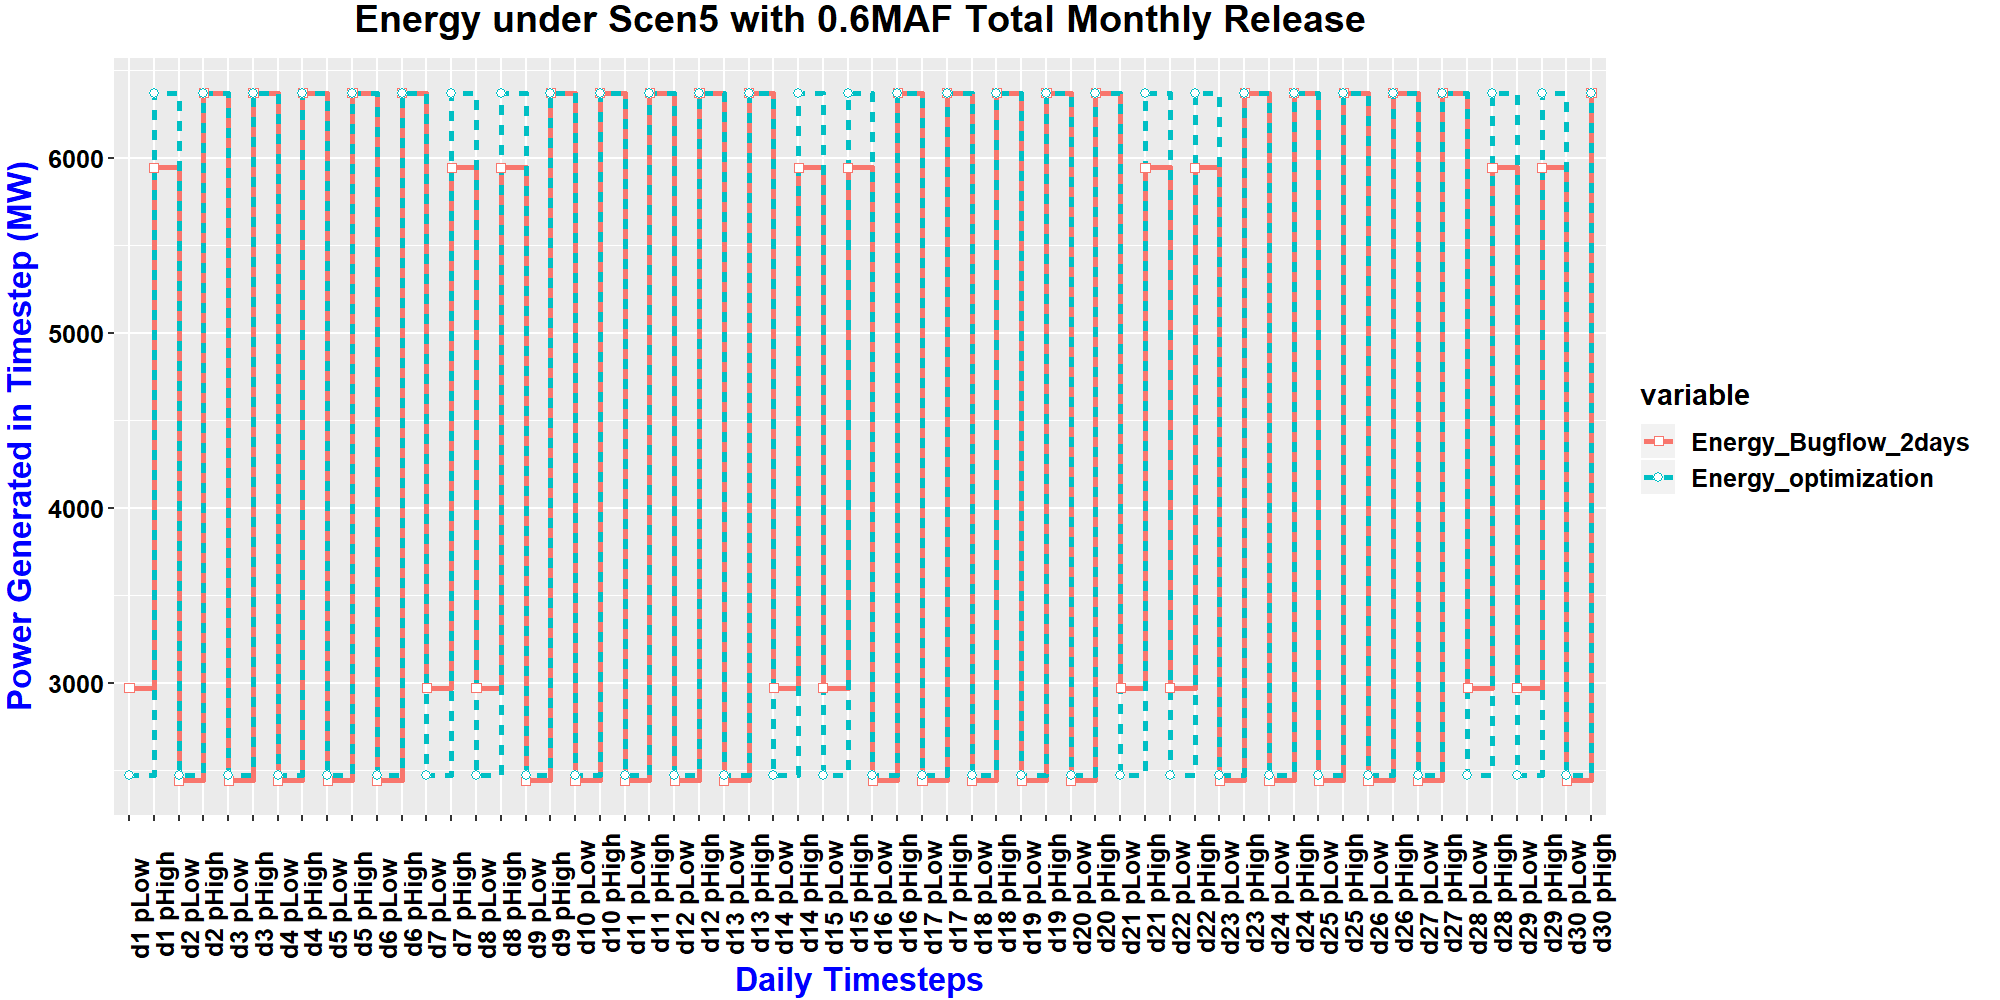 Energy under Scen5 with 0.6MAF Total Monthly Release
Power Generated in Timestep (MW)
6000
5000
4000
3000
d1 pLow
d1 pHigh
d2 pLow
d2 pHigh
d3 pLow
d3 pHigh
d4 pLow
d4 pHigh
d5 pLow
d5 pHigh
d6 pLow
d6 pHigh
d7 pLow
d7 pHigh
d8 pLow
d8 pHigh
d9 pLow
d9 pHigh
d10 pLow
d10 pHigh
d11 pLow
d11 pHigh
d12 pLow
d12 pHigh
d13 pLow
d13 pHigh
d14 pLow
d14 pHigh
d15 pLow
d15 pHigh
d16 pLow
d16 pHigh
d17 pLow
d17 pHigh
d18 pLow
d18 pHigh
d19 pLow
d19 pHigh
d20 pLow
d20 pHigh
d21 pLow
d21 pHigh
d22 pLow
d22 pHigh
d23 pLow
d23 pHigh
d24 pLow
d24 pHigh
d25 pLow
d25 pHigh
d26 pLow
d26 pHigh
d27 pLow
d27 pHigh
d28 pLow
d28 pHigh
d29 pLow
d29 pHigh
d30 pLow
d30 pHigh
Daily Timesteps
variable
Energy_Bugflow_2days
Energy_optimization